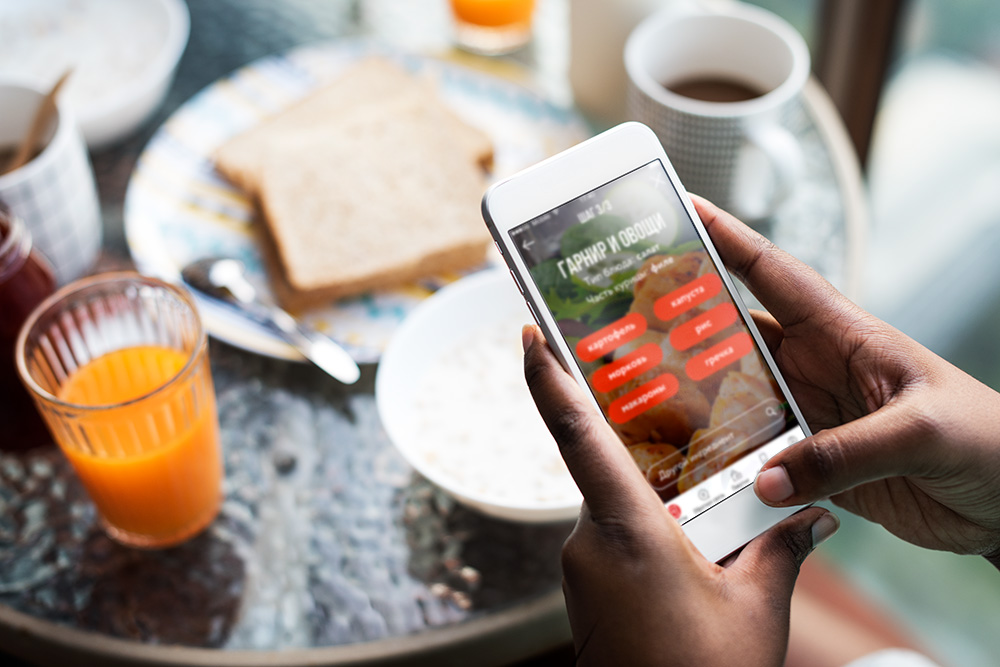 ШАГ 3/3
ГАРНИР И ОВОЩИ
Тип блюда: салат
Часть курицы: филе
картофель
капуста
морковь
рис
макароны
гречка
Другой ингредиент